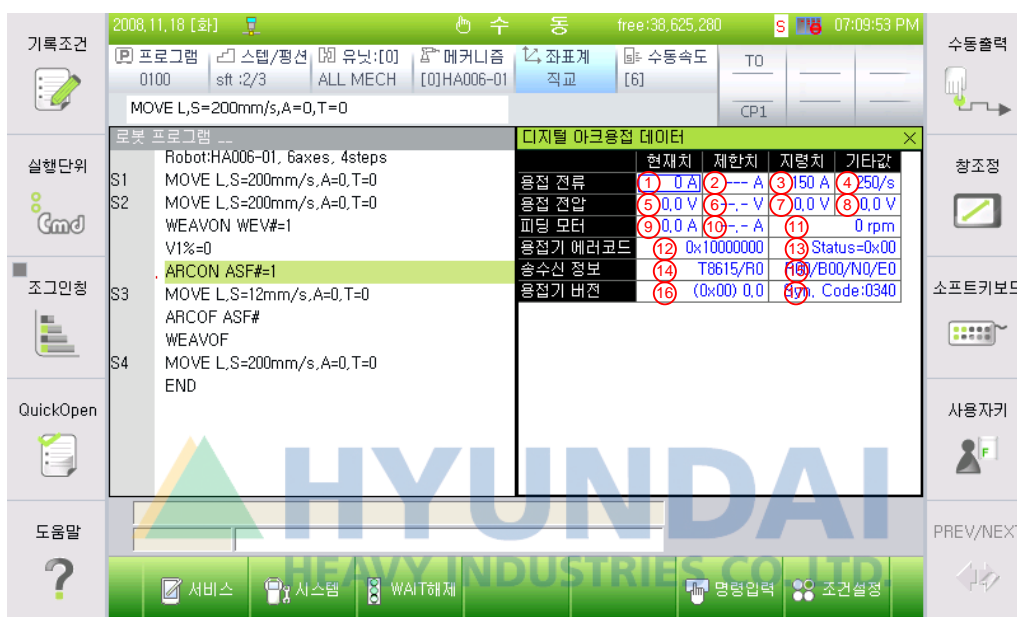 기록조건
실행단위
Cmd
조그인칭
QuickOpen
도움말
2008.11.18 [화] 수 동 free:38,625,280 S 07:09:53 PM
P 프로그램 스텝/펑션 유닛:[0] 메커니즘 좌표계 수동속도 T0
0100 sft :2/3 ALL MECH [0]HA006-01 직교 [6]
MOVE L,S=200mm/s,A=0,T=0 CP1
로봇 프로그램 __
Robot:HA006-01, 6axes, 4steps
S1 MOVE L,S=200mm/s,A=0,T=0
S2 MOVE L,S=200mm/s,A=0,T=0
WEAVON WEV#=1
V1%=0
ARCON ASF#=1
S3 MOVE L,S=12mm/s,A=0,T=0
ARCOF ASF#
WEAVOF
S4 MOVE L,S=200mm/s,A=0,T=0
END
디지털 아크용접 데이터
현재치 제한치 지령치 기타값
용접 전류 ① 0 A ② --- A ③ 150 A ④ 250/s
용접 전압 ⑤ 0.0 V ⑥ --.- V ⑦ 0.0 V ⑧ 0.0 V
피딩 모터 ⑨ 0.0 A ⑩ -.- A ⑪ 0 rpm
용접기 에러코드 ⑫ 0x10000000 ⑬ Status=0x00
송수신 정보 ⑭ T8615/R0 /B00/N0/E0
용접기 버전 ⑯ (0x00) 0.0 Syn. Code:0340
HYUNDAI
HEAVY INDUSTRIES CO., LTD.
서비스 시스템 WAIT해제 명령입력 조건설정
수동출력
창조정
소프트키보드
사용자키
F
PREV/NEXT